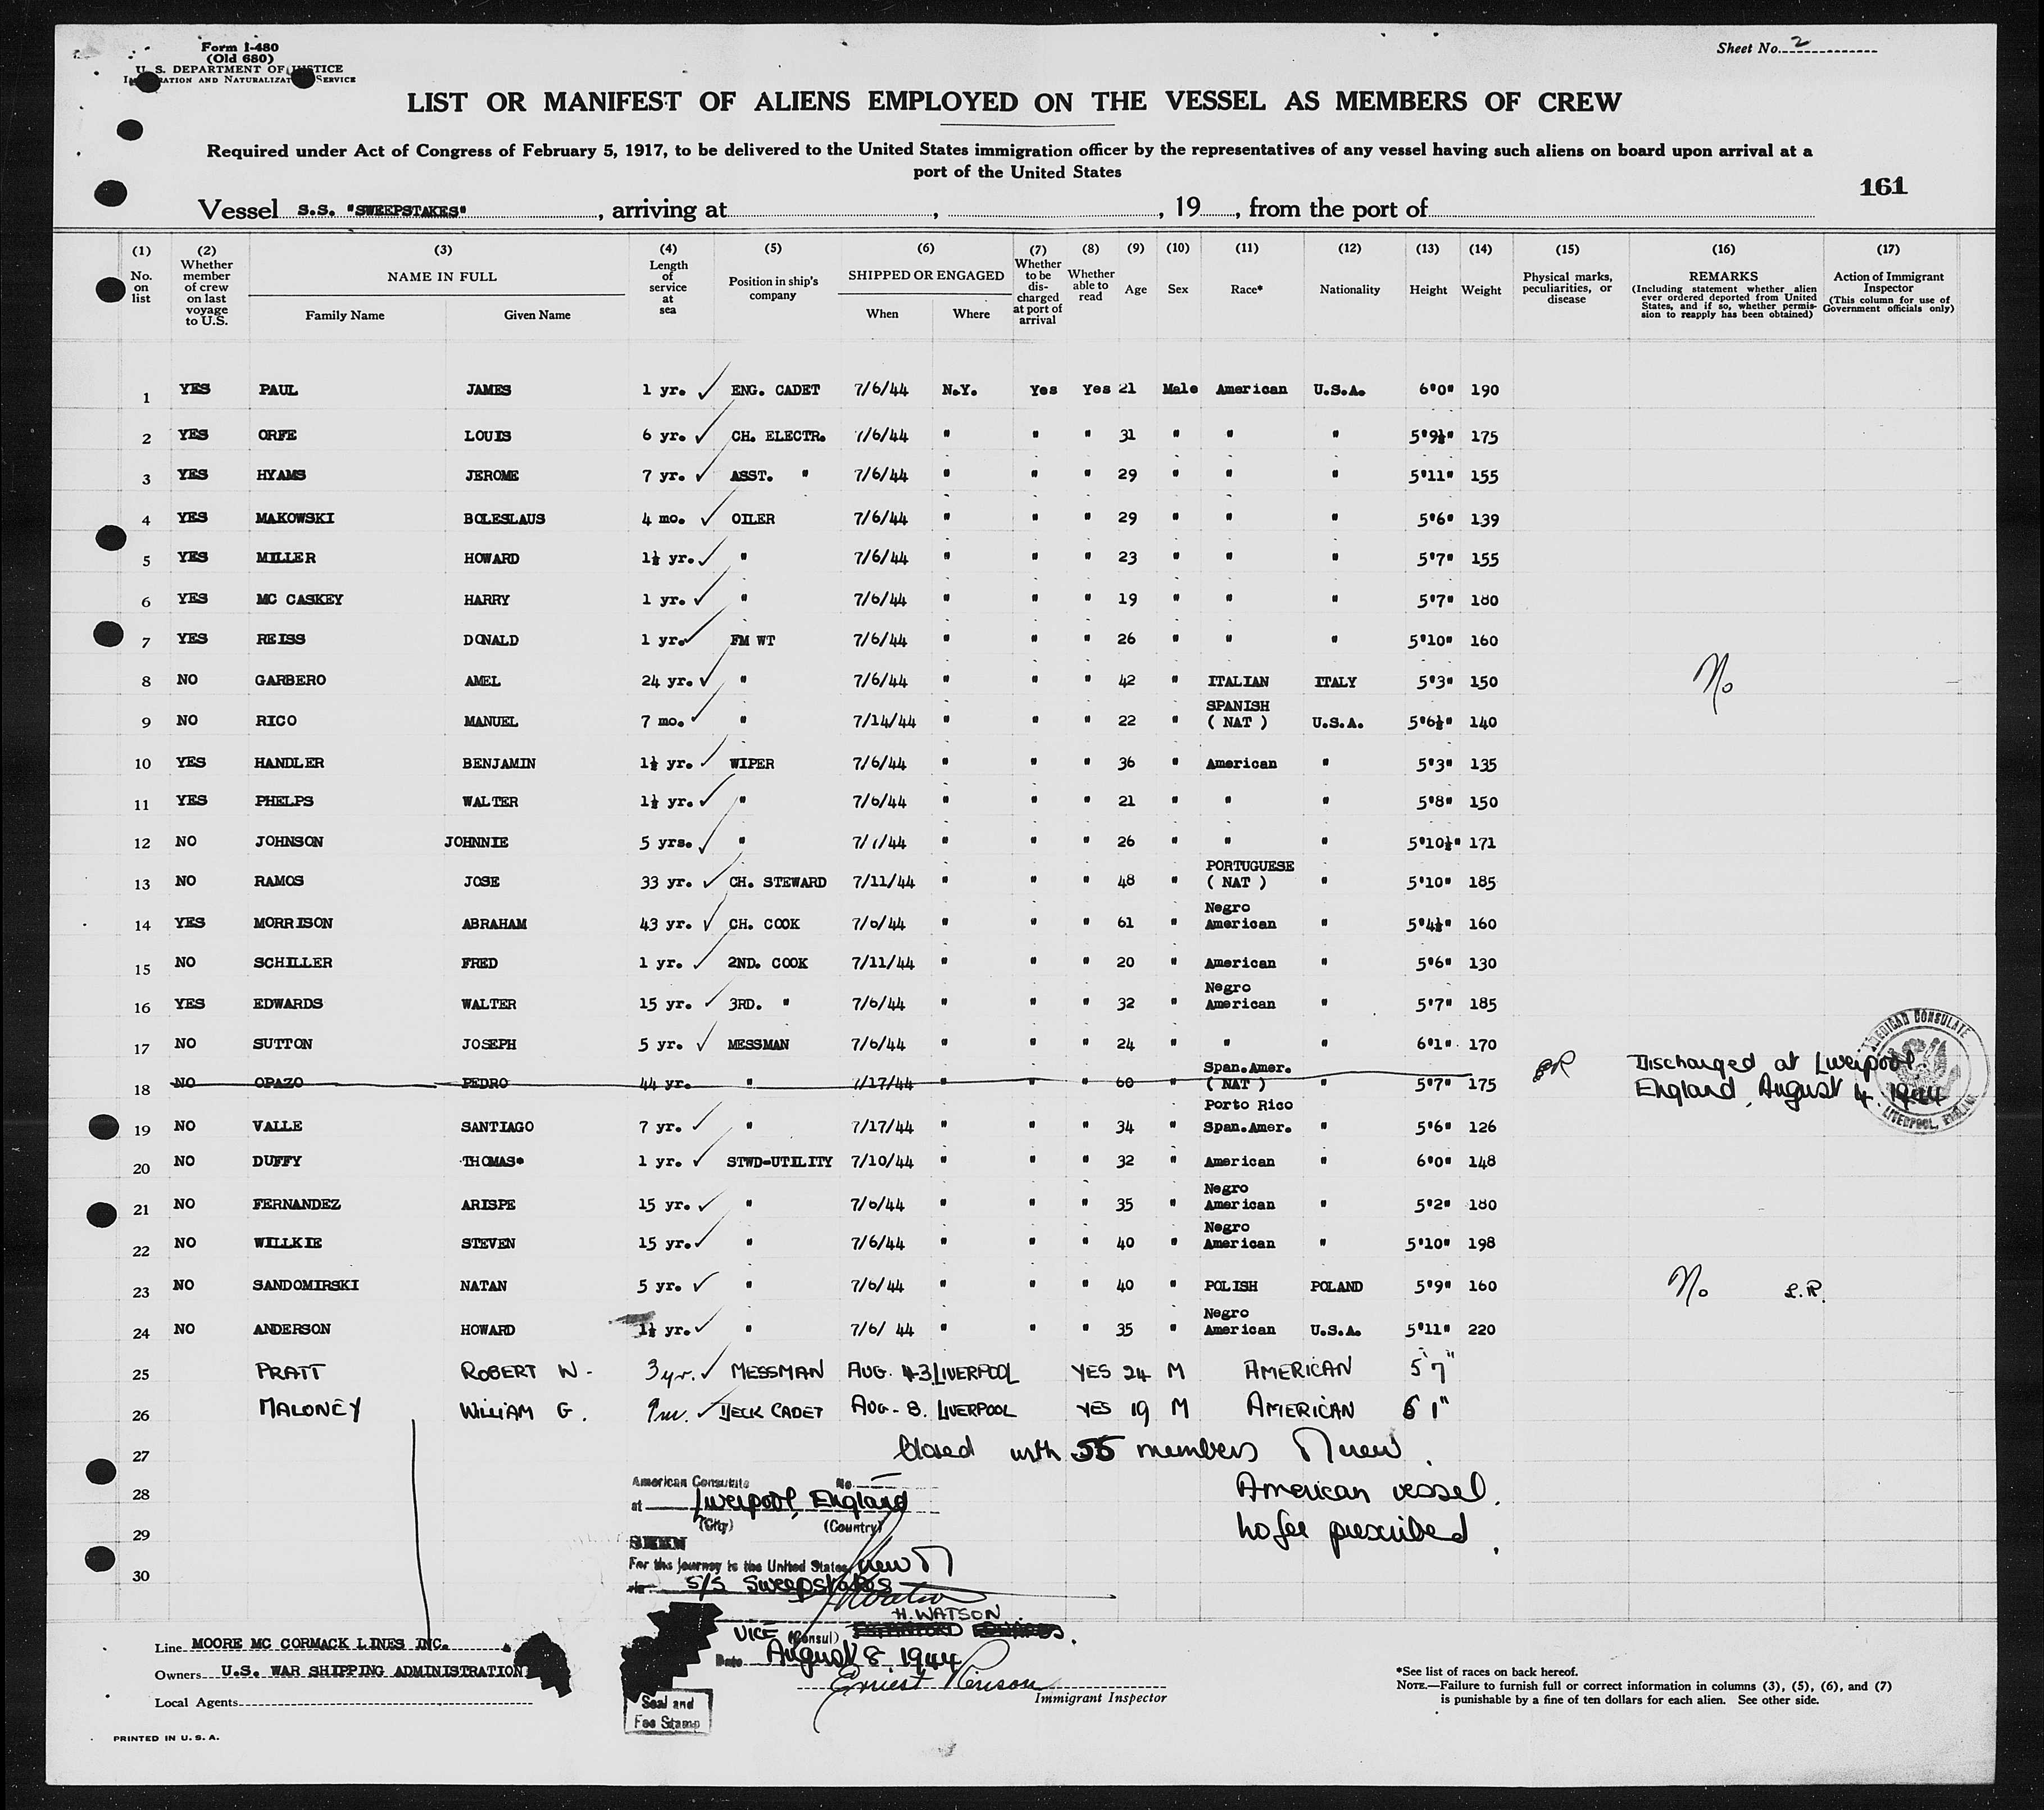 Form I-480
(Old 680)
U. S. DEPARTMENT OF JUSTICE
IMMIGRATION AND NATURALIZATION SERVICE
Sheet No. 2
LIST OR MANIFEST OF ALIENS EMPLOYED ON THE VESSEL AS MEMBERS OF CREW
Required under Act of Congress of February 5, 1917, to be delivered to the United States immigration officer by the representatives of any vessel having such aliens on board upon arrival at a
port of the United States
161
Vessel S.S. "SWEEPSTAKES", arriving at , , 19 , from the port of
(1) No. on list
(2) Whether member of crew on last voyage to U.S.
(3) NAME IN FULL
Family Name Given Name
(4) Length of service at sea
(5) Position in ship's company
(6) SHIPPED OR ENGAGED
When Where
(7) Whether to be discharged at port of arrival
(8) Whether able to read
(9) Age
(10) Sex
(11) Race*
(12) Nationality
(13) Height
(14) Weight
(15) Physical marks, peculiarities, or disease
(16) REMARKS
(Including statement whether alien ever ordered deported from United States, and if so, whether permission to reapply has been obtained)
(17) Action of Immigrant Inspector
(This column for use of Government officials only)
1 YES PAUL JAMES 1 yr. ✓ ENG. CADET 7/6/44 N.Y. Yes Yes 21 Male American U.S.A. 6'0" 190
2 YES ORFE LOUIS 6 yr. ✓ CH. ELECTR. 7/6/44 " " " 31 " " " 5'9½" 175
3 YES HYAMS JEROME 7 yr. ✓ ASST. " 7/6/44 " " " 29 " " " 5'11" 155
4 YES MAKOWSKI BOLESLAUS 4 mo. ✓ OILER 7/6/44 " " " 29 " " " 5'6" 139
5 YES MILLER HOWARD 1½ yr. ✓ " 7/6/44 " " " 23 " " " 5'7" 155
6 YES MC CASKEY HARRY 1 yr. ✓ " 7/6/44 " " " 19 " " " 5'7" 180
7 YES REISS DONALD 1 yr. ✓ FM WT 7/6/44 " " " 26 " " " 5'10" 160
8 NO GARBERO AMEL 24 yr. ✓ " 7/6/44 " " " 42 " ITALIAN ITALY 5'3" 150 No
9 NO RICO MANUEL 7 mo. ✓ " 7/14/44 " " " 22 " SPANISH ( NAT ) U.S.A. 5'6½" 140
10 YES HANDLER BENJAMIN 1½ yr. ✓ WIPER 7/6/44 " " " 36 " American " 5'3" 135
11 YES PHELPS WALTER 1½ yr. ✓ " 7/6/44 " " " 21 " " " 5'8" 150
12 NO JOHNSON JOHNNIE 5 yrs. ✓ " 7/7/44 " " " 26 " " " 5'10½" 171
13 NO RAMOS JOSE 33 yr. ✓ CH. STEWARD 7/11/44 " " " 48 " PORTUGUESE ( NAT ) " 5'10" 185
14 YES MORRISON ABRAHAM 43 yr. ✓ CH. COOK 7/6/44 " " " 61 " Negro American " 5'4½" 160
15 NO SCHILLER FRED 1 yr. ✓ 2ND. COOK 7/11/44 " " " 20 " American " 5'6" 130
16 YES EDWARDS WALTER 15 yr. ✓ 3RD. " 7/6/44 " " " 32 " Negro American " 5'7" 185
17 NO SUTTON JOSEPH 5 yr. ✓ MESSMAN 7/6/44 " " " 24 " " " 6'1" 170
18 NO OPAZO PEDRO 44 yr. " 7/17/44 " " " 60 " Span.Amer. ( NAT ) " 5'7" 175 Discharged at Liverpool
England, August 4 1944
AMERICAN CONSULATE
LIVERPOOL, ENGLAND
19 NO VALLE SANTIAGO 7 yr. ✓ " 7/17/44 " " " 34 " Porto Rico Span.Amer. " 5'6" 126
20 NO DUFFY THOMAS* 1 yr. ✓ STWD-UTILITY 7/10/44 " " " 32 " American " 6'0" 148
21 NO FERNANDEZ ARISPE 15 yr. ✓ " 7/6/44 " " " 35 " Negro American " 5'2" 180
22 NO WILLKIE STEVEN 15 yr. ✓ " 7/6/44 " " " 40 " Negro American " 5'10" 198
23 NO SANDOMIRSKI NATAN 5 yr. ✓ " 7/6/44 " " " 40 " POLISH POLAND 5'9" 160 No
24 NO ANDERSON HOWARD 1½ yr. ✓ " 7/6/ 44 " " " 35 " Negro American U.S.A. 5'11" 220
25 PRATT ROBERT W. 3 yr. ✓ MESSMAN AUG. 3 LIVERPOOL YES 24 M AMERICAN 5'7"
26 MALONEY WILLIAM G. 9 m. ✓ DECK CADET AUG - 8. LIVERPOOL YES 19 M AMERICAN 6 1"
27 Closed with 55 members crew.
28 American vessel.
29 No fee prescribed.
30
American Consulate No. —
at Liverpool, England
(City) (Country)
SEEN
For the journey to the United States
via S/S Sweepstakes
H. WATSON
VICE (Consul)
Date August 8, 1944
Immigrant Inspector
Seal and
Fee Stamp
Line MOORE MC CORMACK LINES INC.
Owners U.S. WAR SHIPPING ADMINISTRATION
Local Agents
*See list of races on back hereof.
NOTE.—Failure to furnish full or correct information in columns (3), (5), (6), and (7)
is punishable by a fine of ten dollars for each alien. See other side.
PRINTED IN U. S. A.
(6)